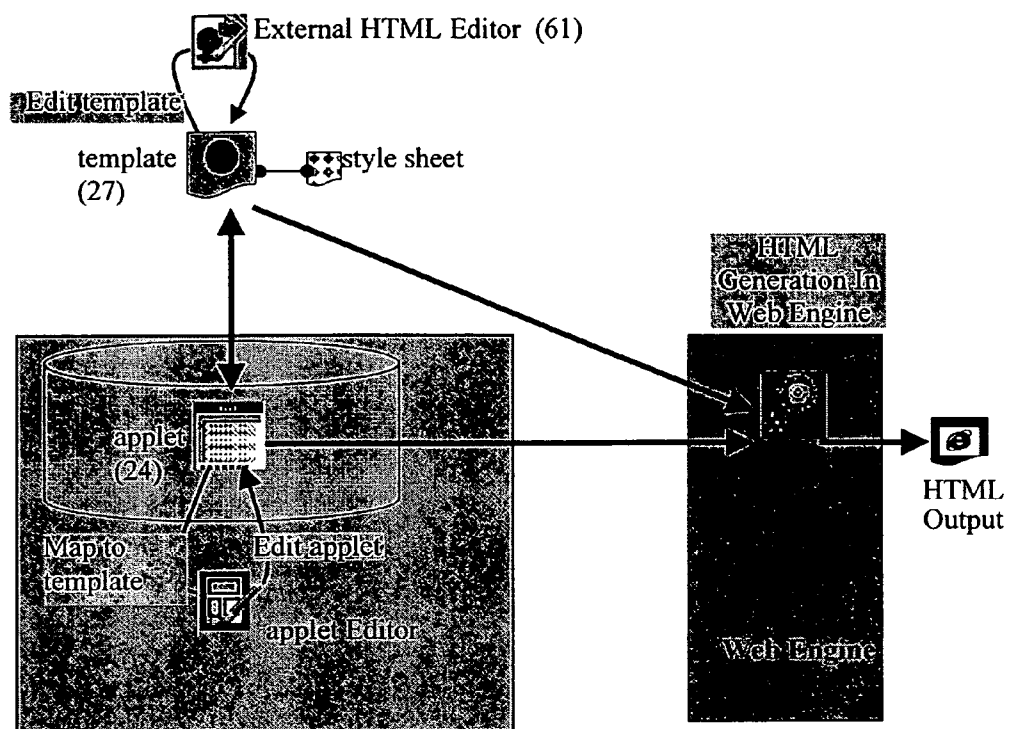 External HTML Editor (61)
Edit template
template
(27)
style sheet
HTML
Generation In
Web Engine
applet
(24)
HTML
Output
Map to
template
Edit applet
applet Editor
Web Engine